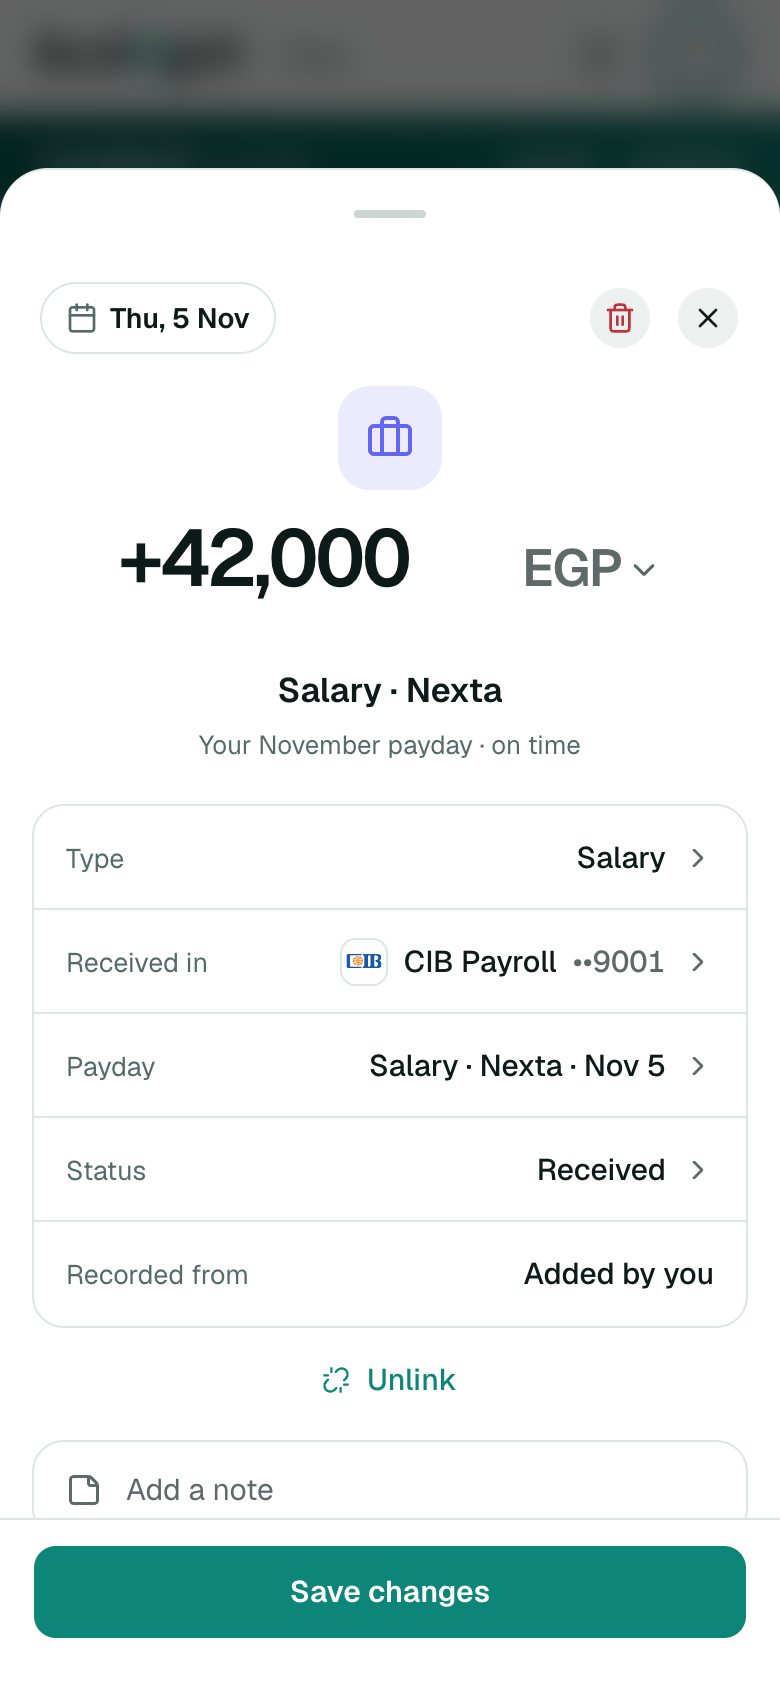 Thu, 5 Nov
+42,000 EGP
Salary · Nexta
Your November payday · on time
Type Salary
Received in CIB CIB Payroll ••9001
Payday Salary · Nexta · Nov 5
Status Received
Recorded from Added by you
Unlink
Add a note
Save changes